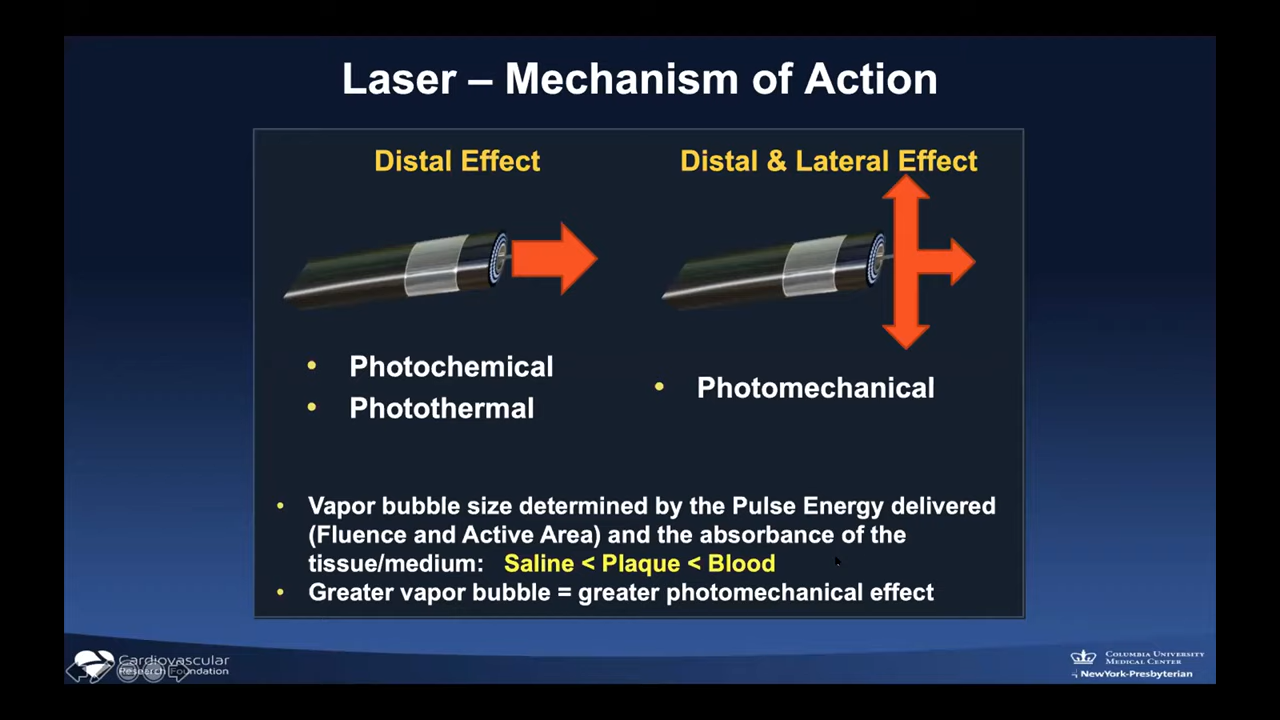 Laser – Mechanism of Action
Distal Effect
Distal & Lateral Effect
• Photochemical
• Photothermal
• Photomechanical
• Vapor bubble size determined by the Pulse Energy delivered
(Fluence and Active Area) and the absorbance of the
tissue/medium: Saline < Plaque < Blood
• Greater vapor bubble = greater photomechanical effect
Cardiovascular
Research Foundation
COLUMBIA UNIVERSITY
MEDICAL CENTER
NewYork-Presbyterian